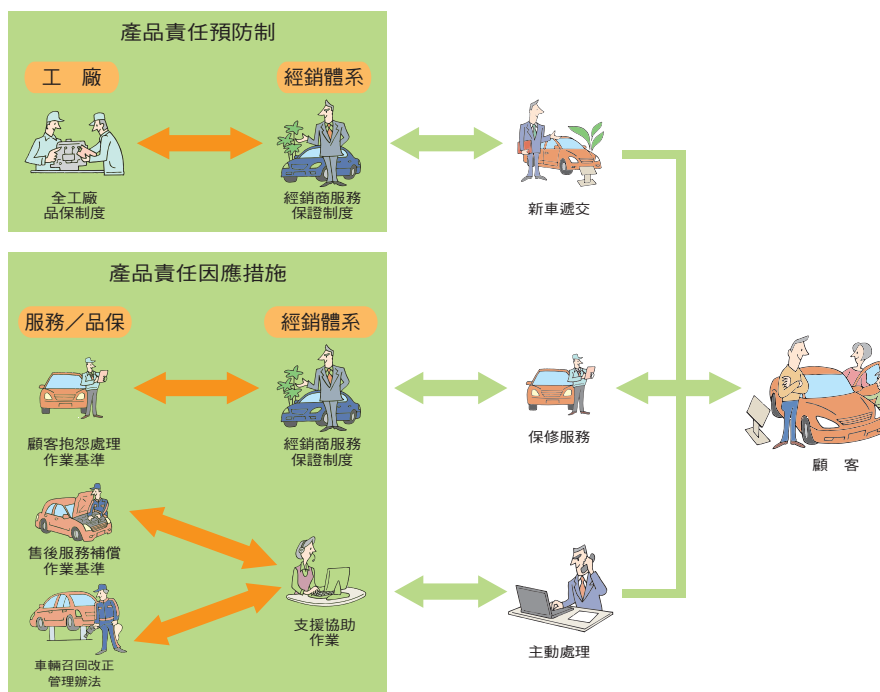 產品責任預防制
工　廠
經銷體系
全工廠
品保制度
經銷商服務
保證制度
新車遞交
產品責任因應措施
服務／品保
經銷體系
顧客抱怨處理
作業基準
經銷商服務
保證制度
保修服務
顧　客
售後服務補償
作業基準
支援協助
作業
主動處理
車輛召回改正
管理辦法